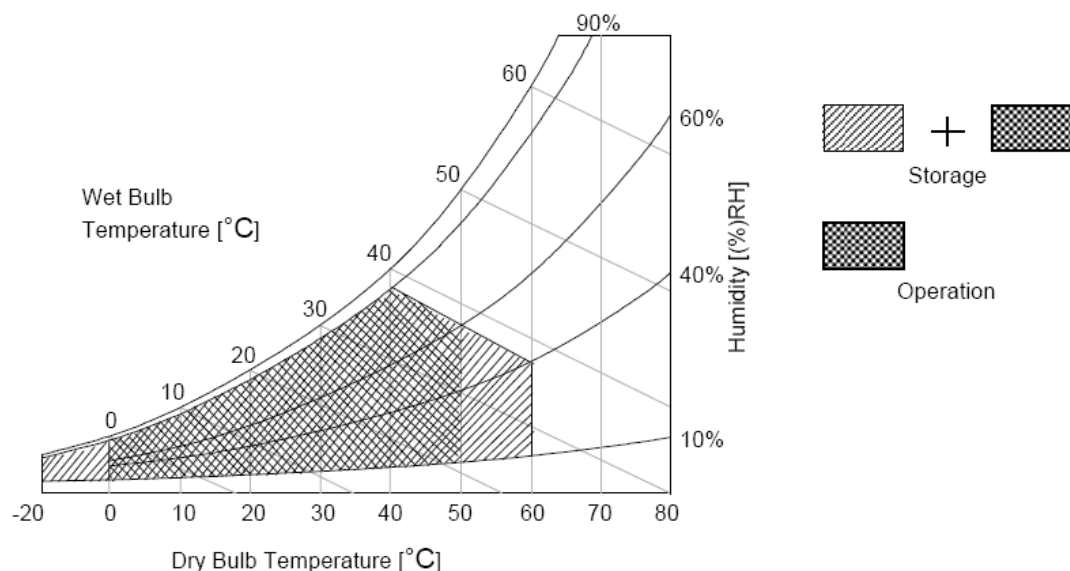 90%
60
60%
50
Wet Bulb
Temperature [°C]
40
40%
30
20
10
0
10%
Humidity [(%)RH]
-20 0 10 20 30 40 50 60 70 80
Dry Bulb Temperature [°C]
+
Storage
Operation